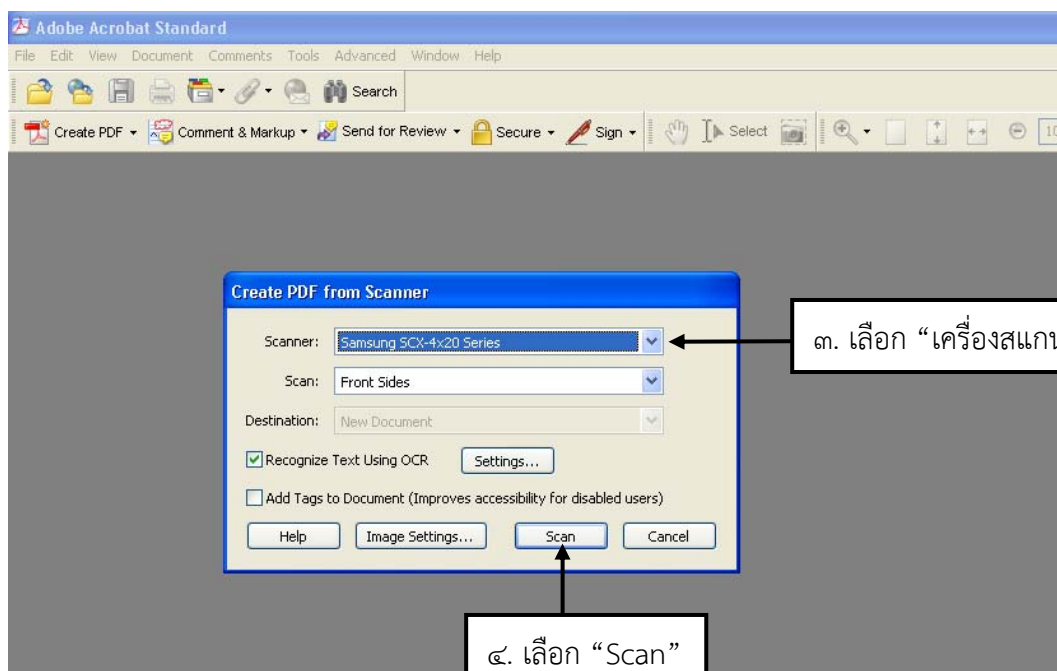 Adobe Acrobat Standard
File Edit View Document Comments Tools Advanced Window Help
Search
Create PDF Comment & Markup Send for Review Secure Sign Select 10
Create PDF from Scanner
Scanner: Samsung SCX-4x20 Series
๓. เลือก “เครื่องสแกน
Scan: Front Sides
Destination: New Document
Recognize Text Using OCR Settings...
Add Tags to Document (Improves accessibility for disabled users)
Help Image Settings... Scan Cancel
๔. เลือก “Scan”